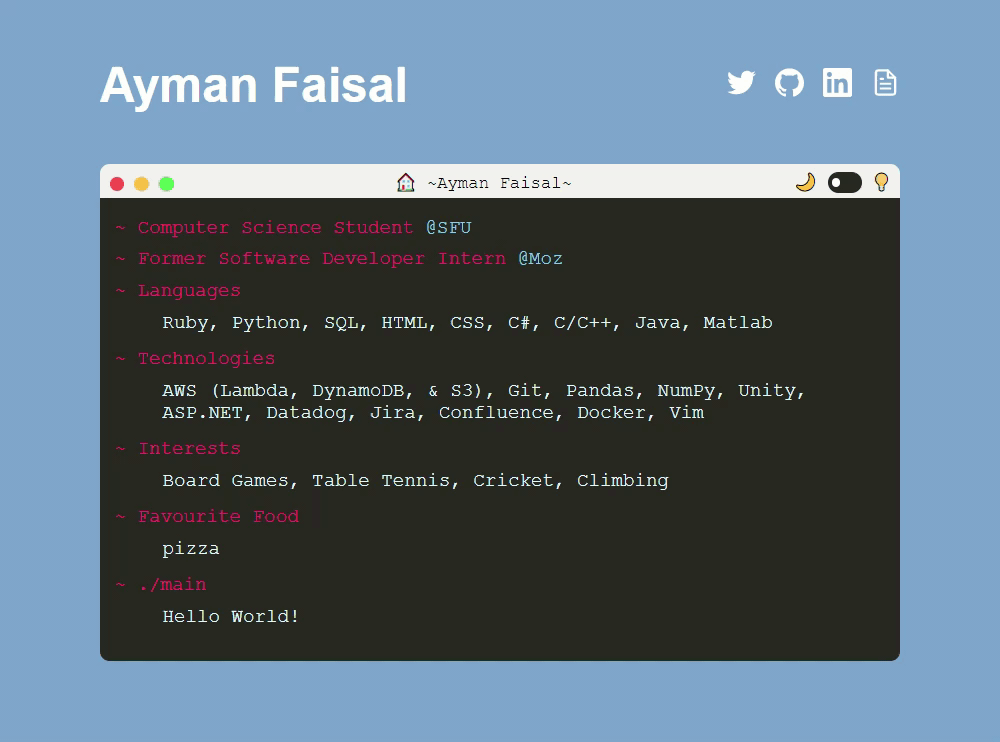 Ayman Faisal
~Ayman Faisal~
~ Computer Science Student @SFU
~ Former Software Developer Intern @Moz
~ Languages
Ruby, Python, SQL, HTML, CSS, C#, C/C++, Java, Matlab
~ Technologies
AWS (Lambda, DynamoDB, & S3), Git, Pandas, NumPy, Unity,
ASP.NET, Datadog, Jira, Confluence, Docker, Vim
~ Interests
Board Games, Table Tennis, Cricket, Climbing
~ Favourite Food
pizza
~ ./main
Hello World!